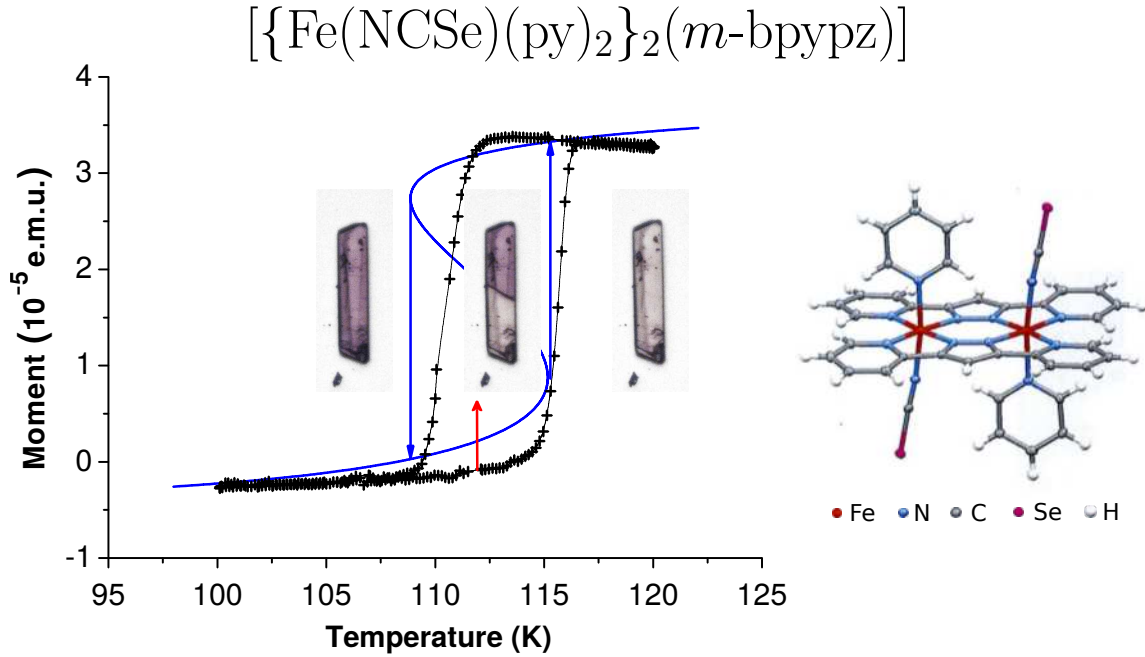 [{Fe(NCSe)(py)₂}₂(m-bpypz)]
4
3
2
1
0
-1
Moment (10⁻⁵ e.m.u.)
95 100 105 110 115 120 125
Temperature (K)
Fe N C Se H